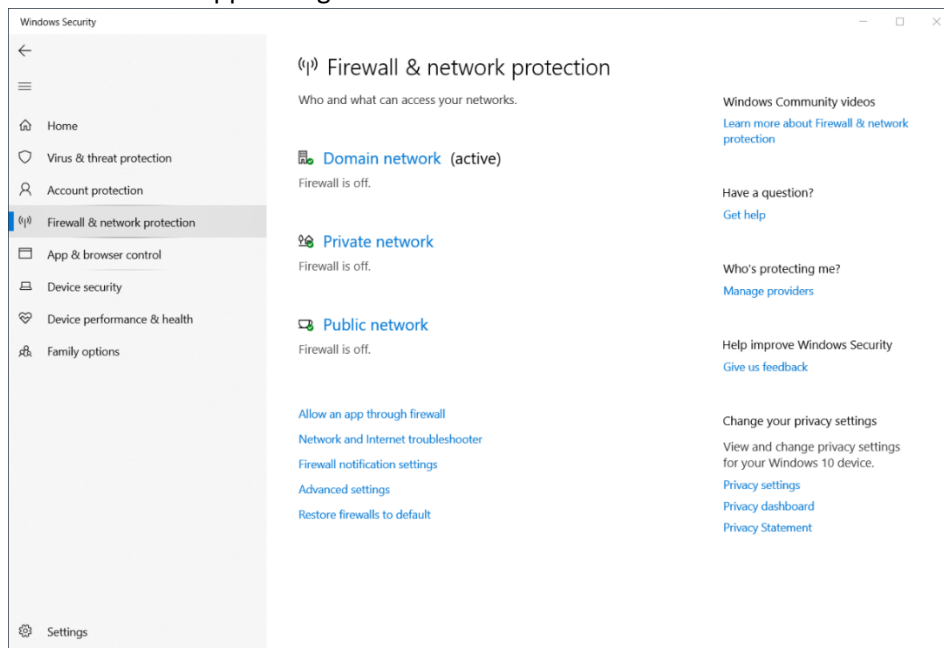 Windows Security
Home
Virus & threat protection
Account protection
Firewall & network protection
App & browser control
Device security
Device performance & health
Family options
Settings
Firewall & network protection
Who and what can access your networks.
Domain network (active)
Firewall is off.
Private network
Firewall is off.
Public network
Firewall is off.
Allow an app through firewall
Network and Internet troubleshooter
Firewall notification settings
Advanced settings
Restore firewalls to default
Windows Community videos
Learn more about Firewall & network
protection
Have a question?
Get help
Who's protecting me?
Manage providers
Help improve Windows Security
Give us feedback
Change your privacy settings
View and change privacy settings
for your Windows 10 device.
Privacy settings
Privacy dashboard
Privacy Statement